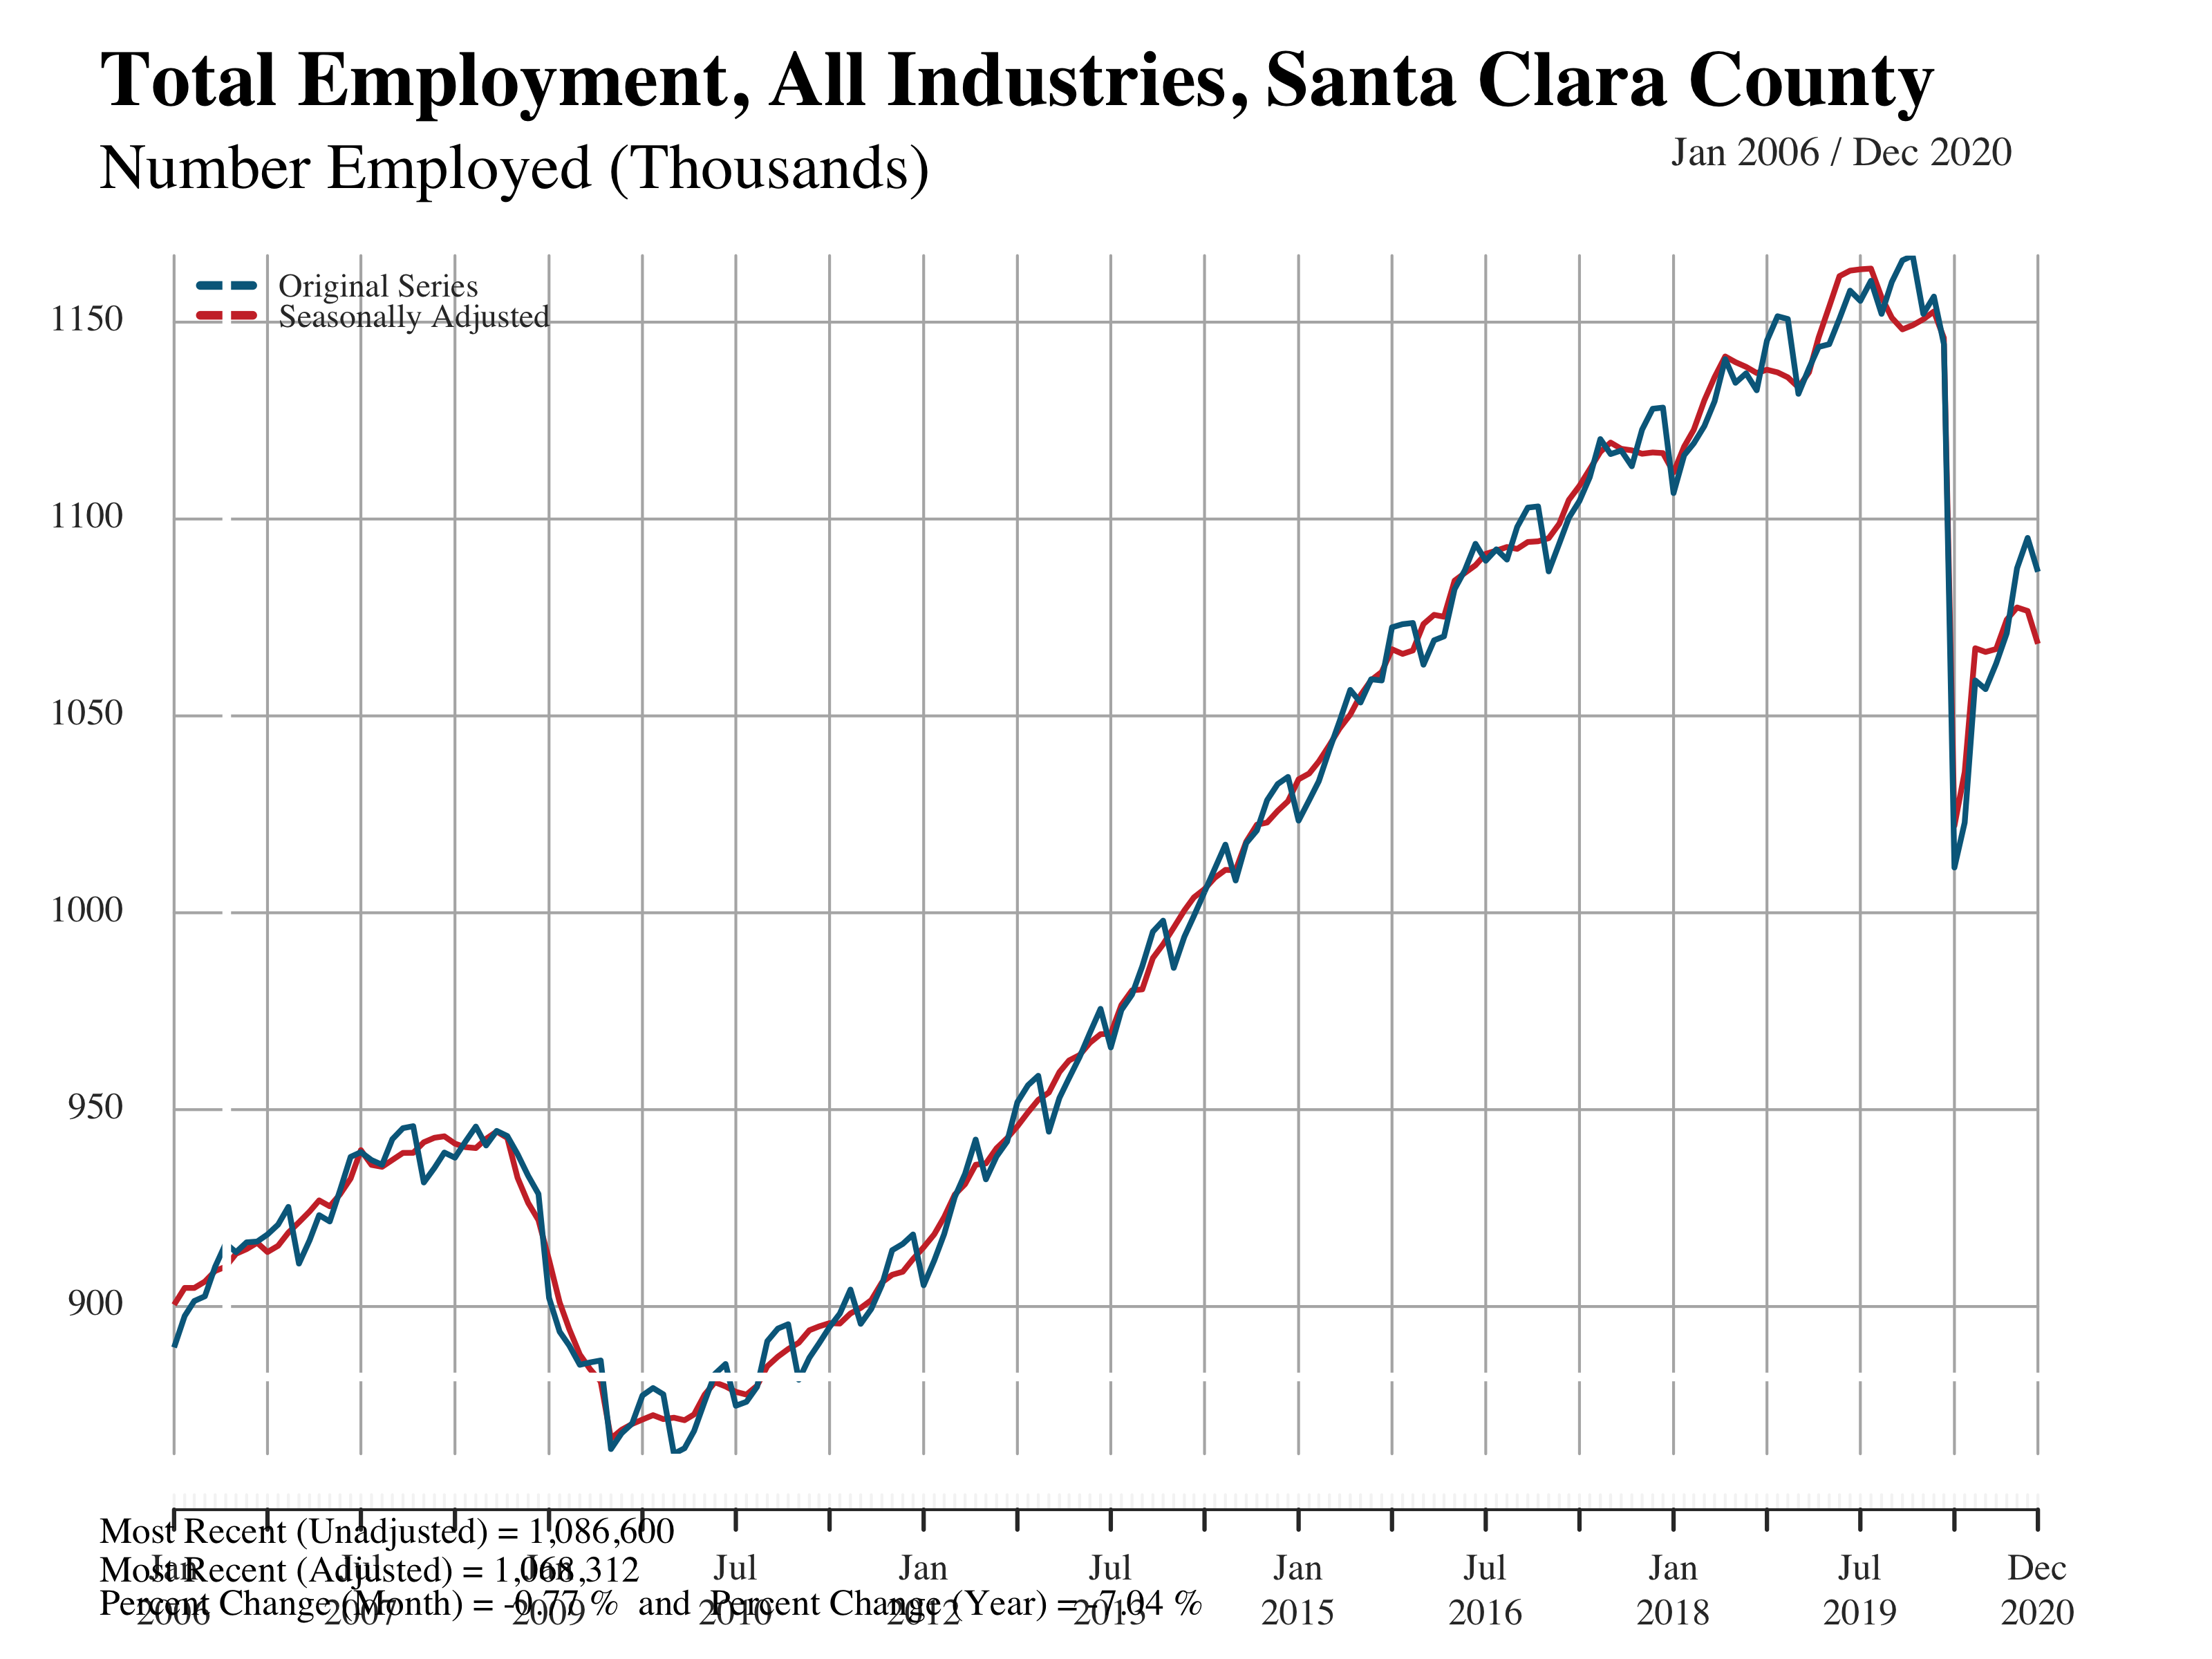 Total Employment, All Industries, Santa Clara County
Number Employed (Thousands)
Jan 2006 / Dec 2020
Original Series
Seasonally Adjusted
1150
1100
1050
1000
950
900
Most Recent (Unadjusted) = 1,086,600
Most Recent (Adjusted) = 1,068,312
Percent Change (Month) = -0.77 % and Percent Change (Year) = -7.04 %
Jan Jul Jan Jul Jan Jul Jan Jul Jan Jul Dec
2006 2007 2009 2010 2012 2013 2015 2016 2018 2019 2020